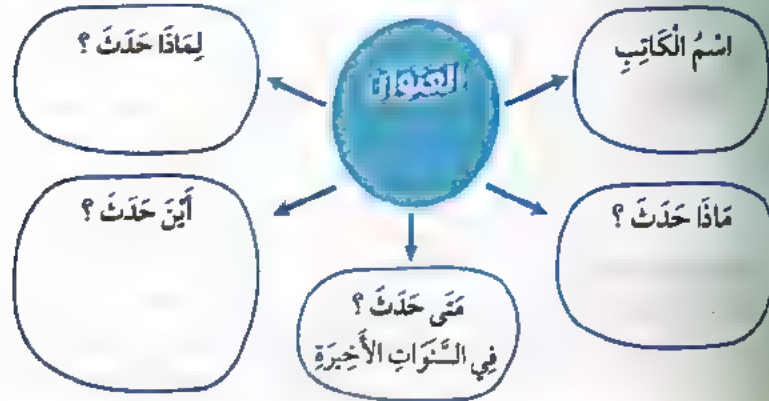 العنوان
اسْمُ الْكَاتِبِ
لِمَاذَا حَدَثَ ؟
مَاذَا حَدَثَ ؟
أَيْنَ حَدَثَ ؟
مَتَى حَدَثَ ؟
فِي السَّنَوَاتِ الأَخِيرَةِ